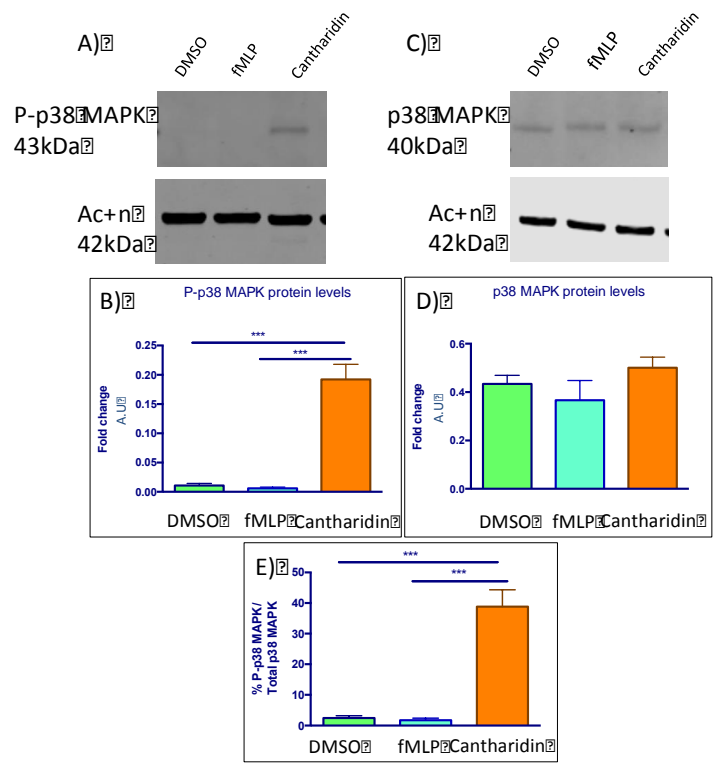 A)⍰
DMSO
fMLP
Cantharidin
P-p38⍰MAPK⍰
43kDa⍰
Ac+n⍰
42kDa⍰
C)⍰
DMSO
fMLP
Cantharidin
p38⍰MAPK⍰
40kDa⍰
Ac+n⍰
42kDa⍰
B)⍰
P-p38 MAPK protein levels
***
***
0.25
0.20
0.15
0.10
0.05
0.00
Fold change
A.U⍰
DMSO⍰ fMLP⍰ Cantharidin⍰
D)⍰
p38 MAPK protein levels
0.6
0.4
0.2
0.0
Fold change
A.U⍰
DMSO⍰ fMLP⍰ Cantharidin⍰
E)⍰
***
***
50
40
30
20
10
0
% P-p38 MAPK/
Total p38 MAPK
DMSO⍰ fMLP⍰ Cantharidin⍰